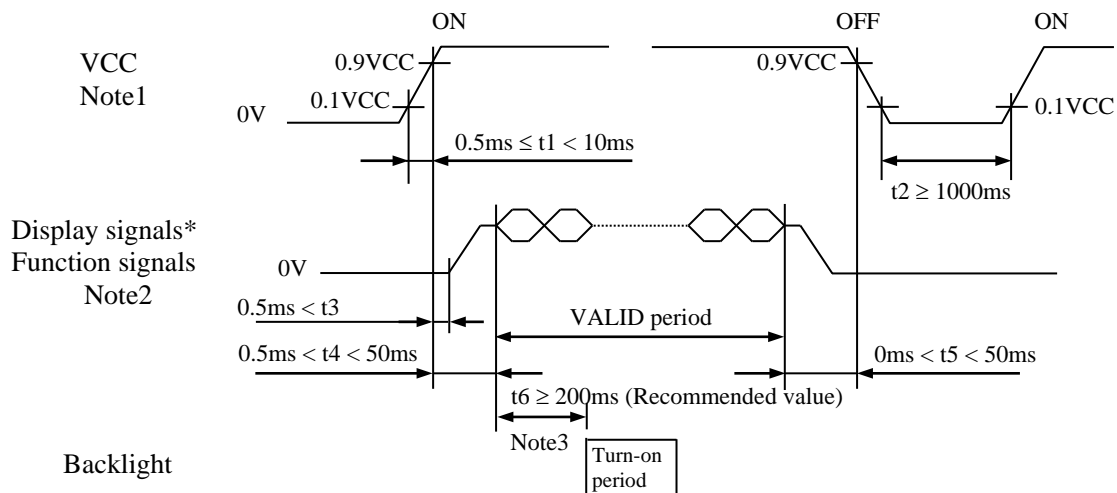 ON OFF ON
VCC
Note1
0.9VCC 0.9VCC
0.1VCC 0.1VCC
0V
0.5ms ≤ t1 < 10ms
t2 ≥ 1000ms
Display signals*
Function signals
Note2
0V
0.5ms < t3
VALID period
0.5ms < t4 < 50ms
0ms < t5 < 50ms
t6 ≥ 200ms (Recommended value)
Note3
Backlight
Turn-on
period